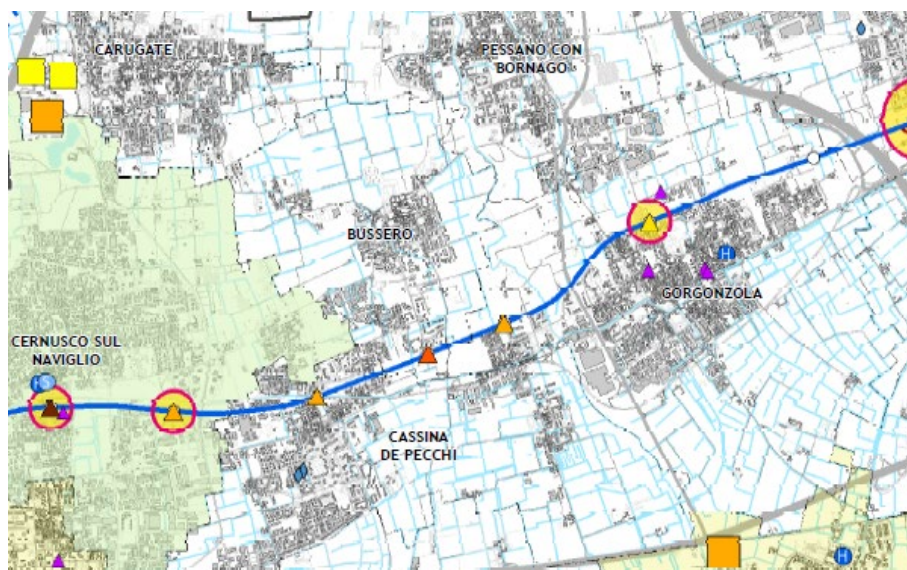 CARUGATE
PESSANO CON
BORNAGO
BUSSERO
GORGONZOLA
CERNUSCO SUL
NAVIGLIO
H
S
CASSINA
DE PECCHI
H
H